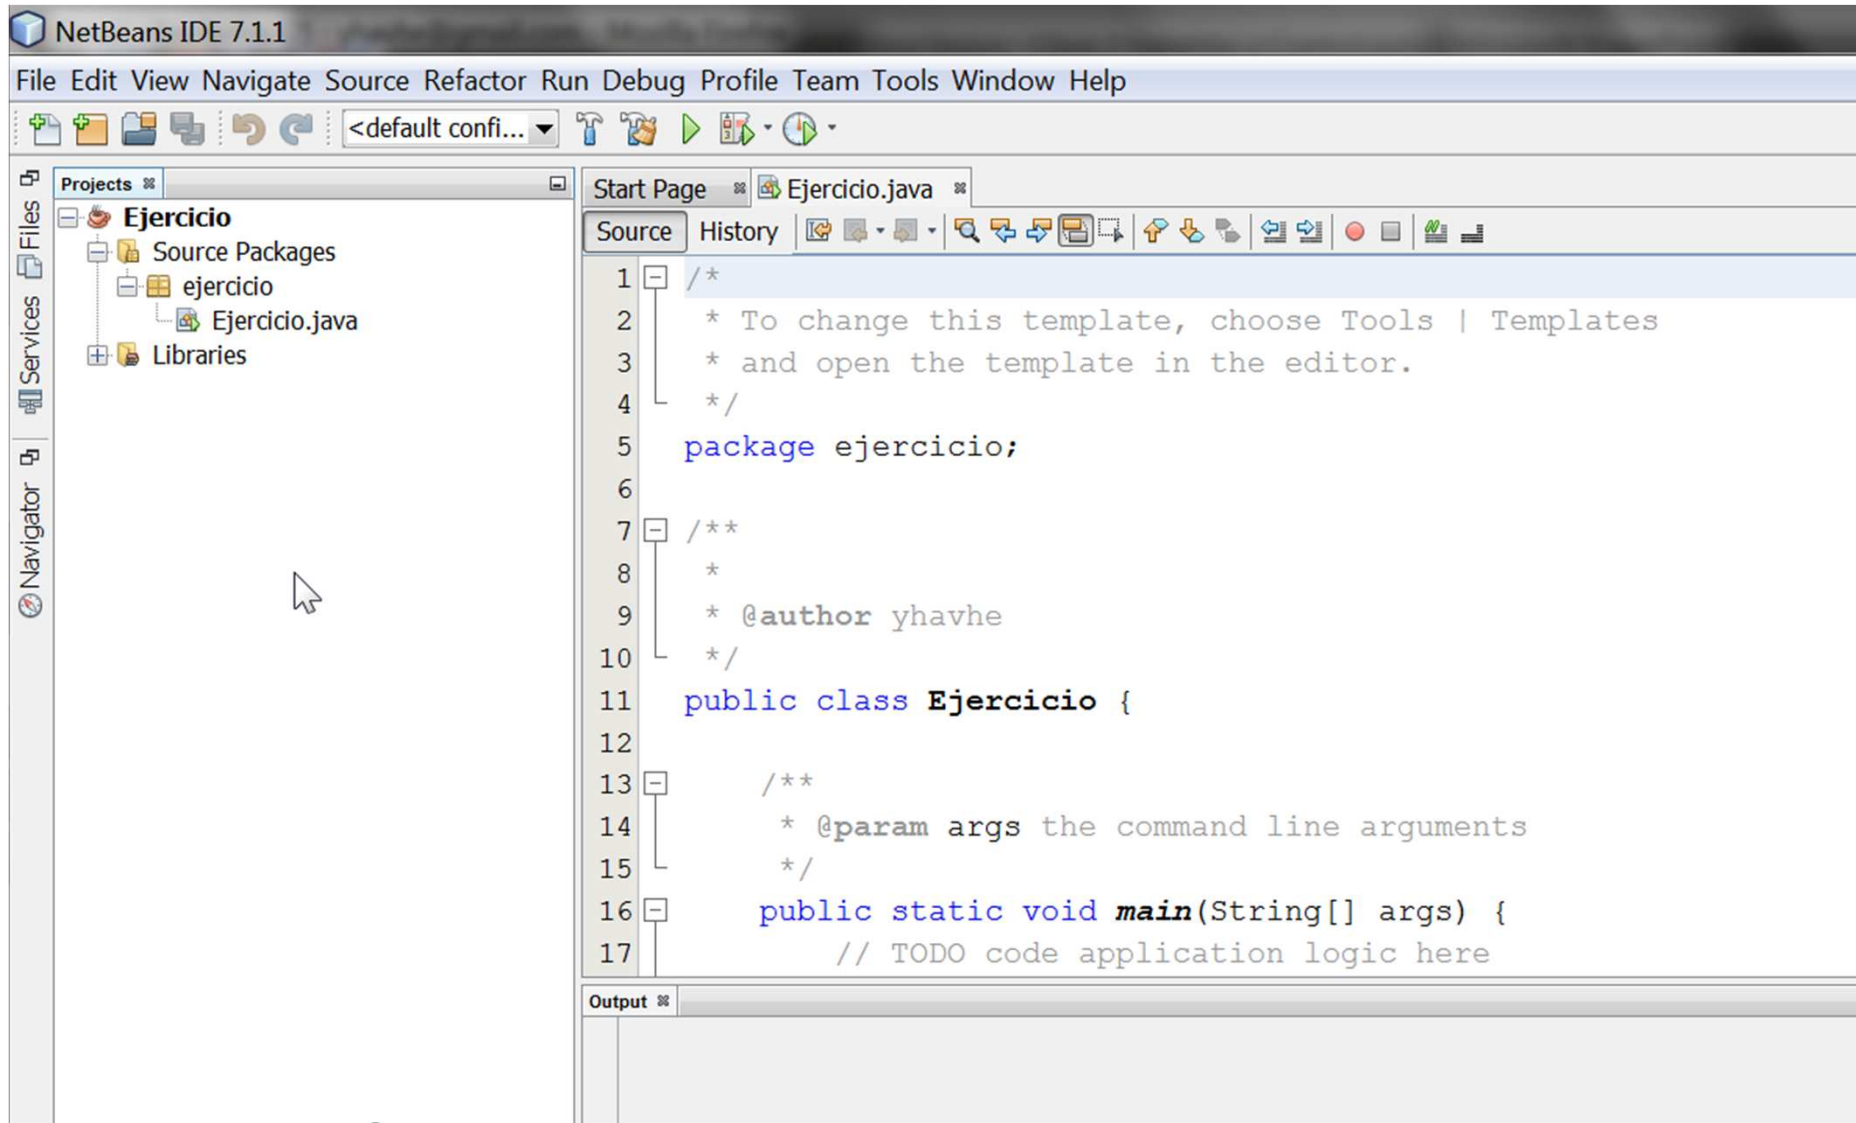 NetBeans IDE 7.1.1
File Edit View Navigate Source Refactor Run Debug Profile Team Tools Window Help
<default confi...
Files
Services
Navigator
Projects
Ejercicio
Source Packages
ejercicio
Ejercicio.java
Libraries
Start Page Ejercicio.java
Source History
1 /*
2 * To change this template, choose Tools | Templates
3 * and open the template in the editor.
4 */
5 package ejercicio;
6
7 /**
8 *
9 * @author yhavhe
10 */
11 public class Ejercicio {
12
13 /**
14 * @param args the command line arguments
15 */
16 public static void main(String[] args) {
17 // TODO code application logic here
Output